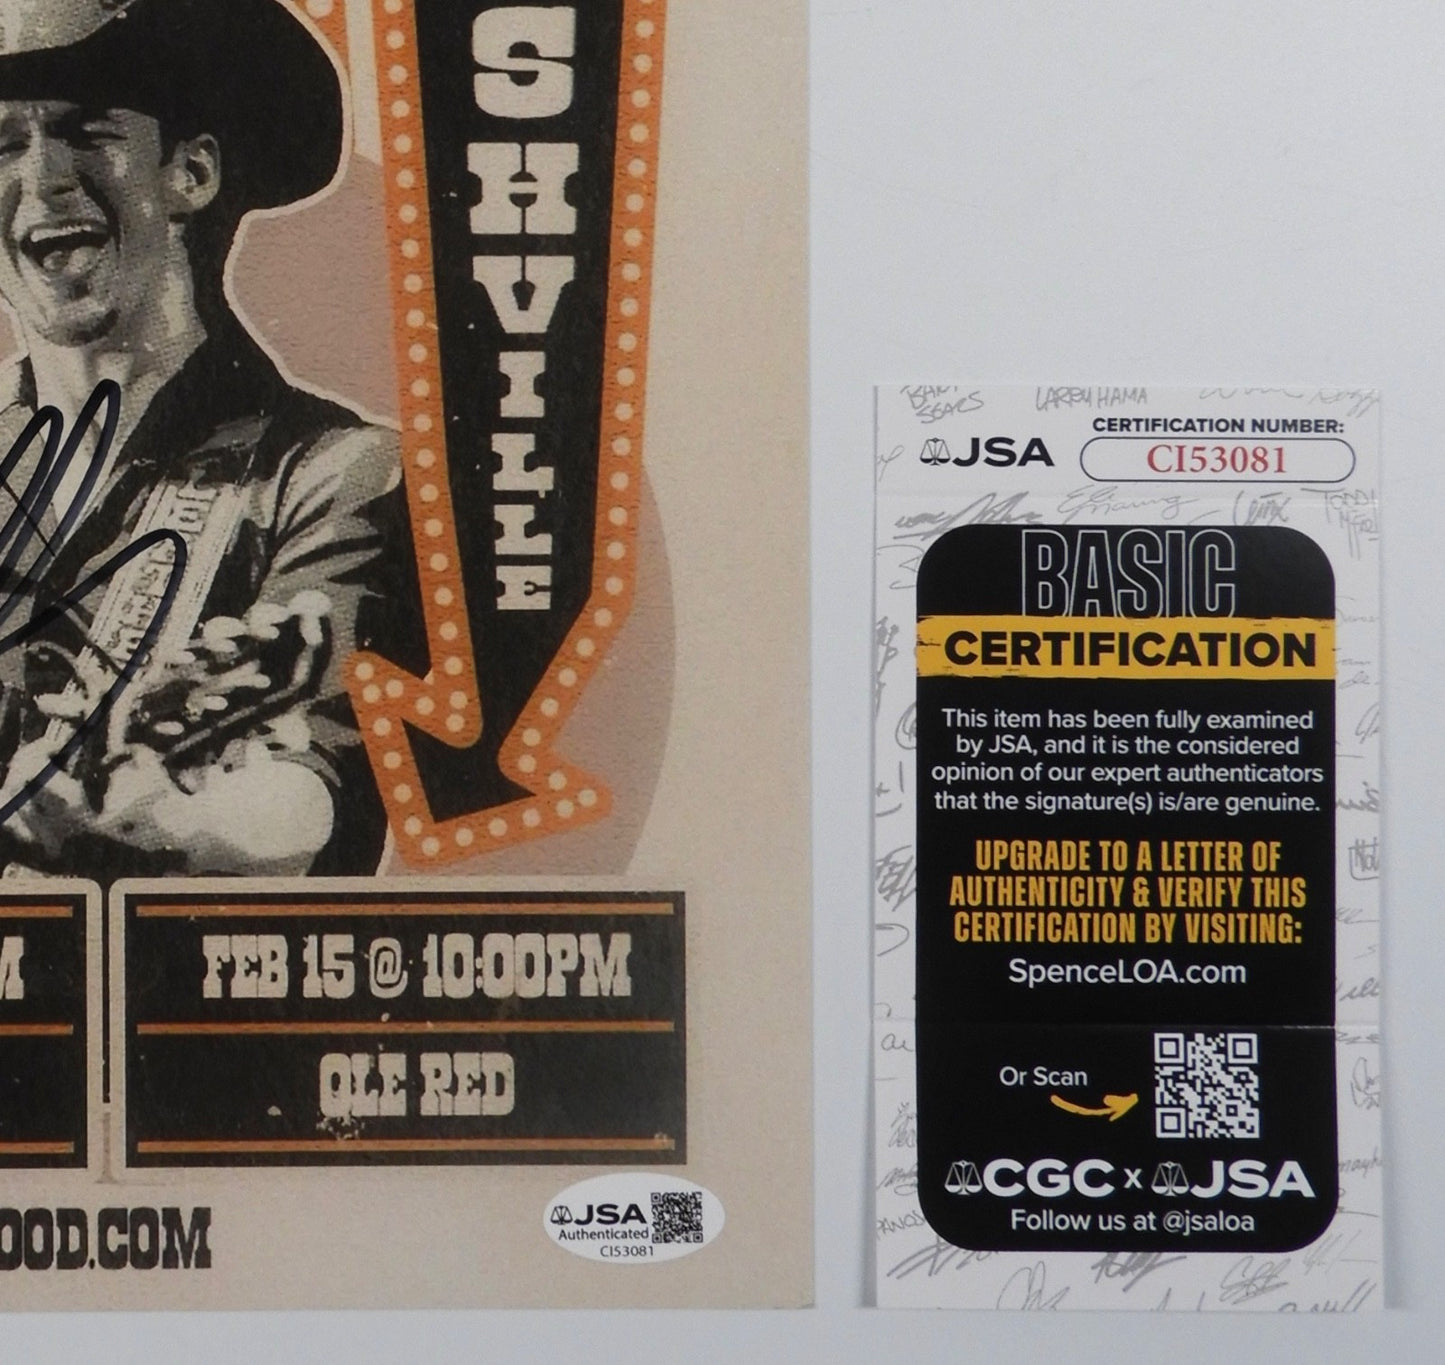 SHVILLE
M
FEB 15 @ 10:00PM
OLE RED
OOD.COM
JSA
Authenticated
CI53081
LARRY HAMA
JSA
CERTIFICATION NUMBER:
CI53081
BASIC
CERTIFICATION
This item has been fully examined
by JSA, and it is the considered
opinion of our expert authenticators
that the signature(s) is/are genuine.
UPGRADE TO A LETTER OF
AUTHENTICITY & VERIFY THIS
CERTIFICATION BY VISITING:
SpenceLOA.com
Or Scan
CGC x JSA
Follow us at @jsaloa